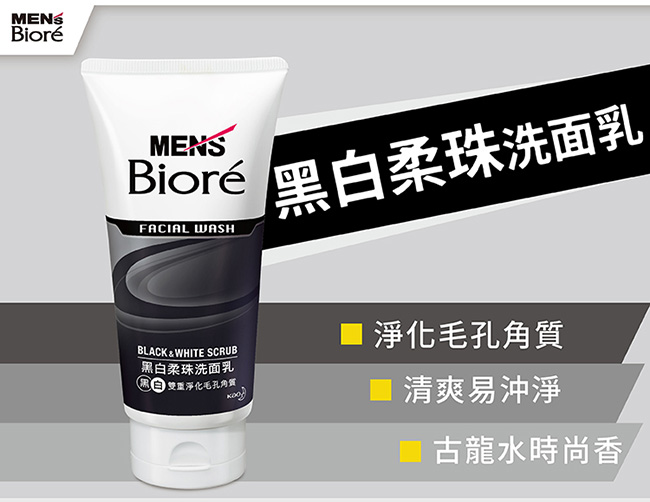 MEN'S
Bioré
黑白柔珠洗面乳
MEN'S
Bioré
FACIAL WASH
BLACK & WHITE SCRUB
黑白柔珠洗面乳
黑白雙重淨化毛孔角質
Kao
淨化毛孔角質
清爽易沖淨
古龍水時尚香